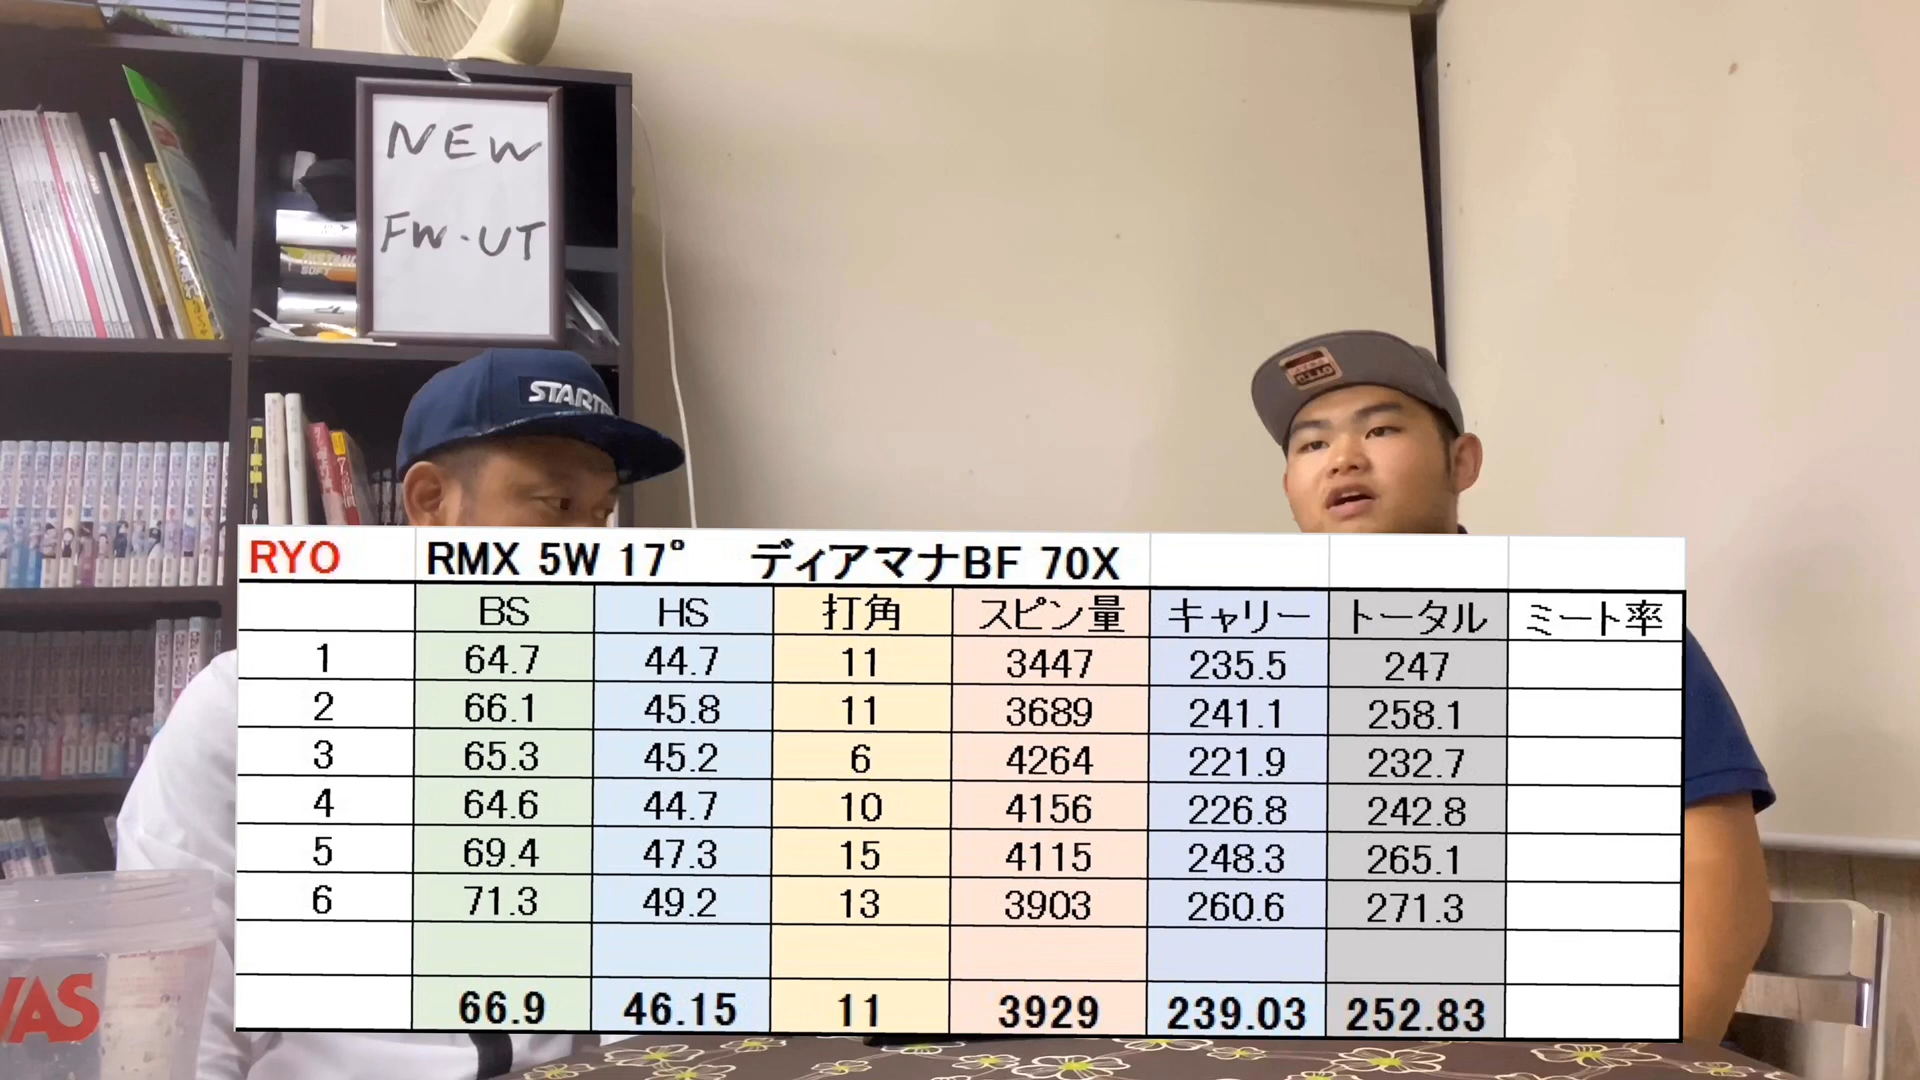 NEW
FW・UT
STARTE
INSTANG
SOFT
OTTO
VAS
RYO RMX 5W 17° ディアマナBF 70X
BS HS 打角 スピン量 キャリー トータル ミート率
1 64.7 44.7 11 3447 235.5 247
2 66.1 45.8 11 3689 241.1 258.1
3 65.3 45.2 6 4264 221.9 232.7
4 64.6 44.7 10 4156 226.8 242.8
5 69.4 47.3 15 4115 248.3 265.1
6 71.3 49.2 13 3903 260.6 271.3
66.9 46.15 11 3929 239.03 252.83